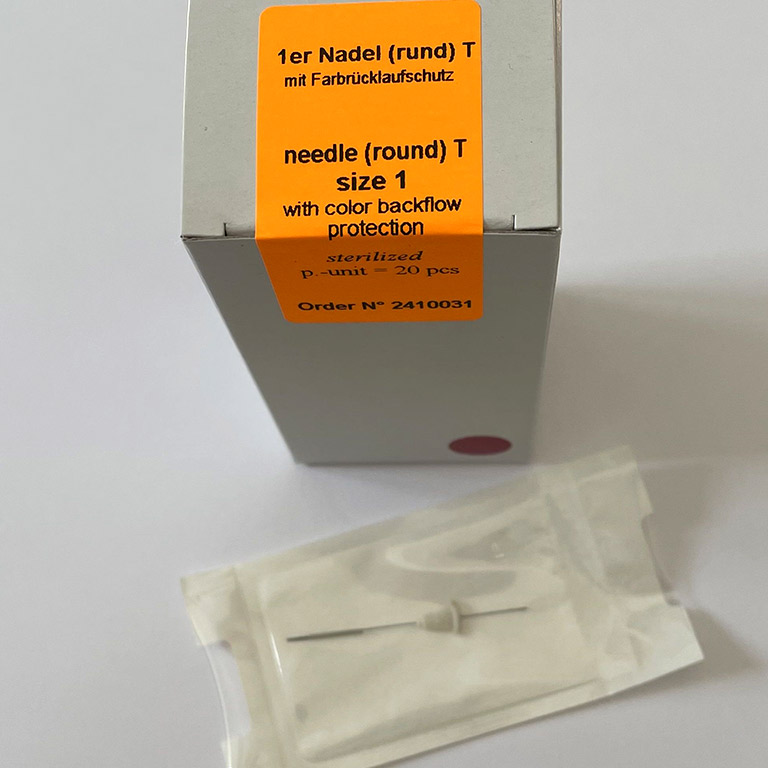 1er Nadel (rund) T
mit Farbrücklaufschutz
needle (round) T
size 1
with color backflow
protection
sterilized
p.-unit = 20 pcs
Order N° 2410031